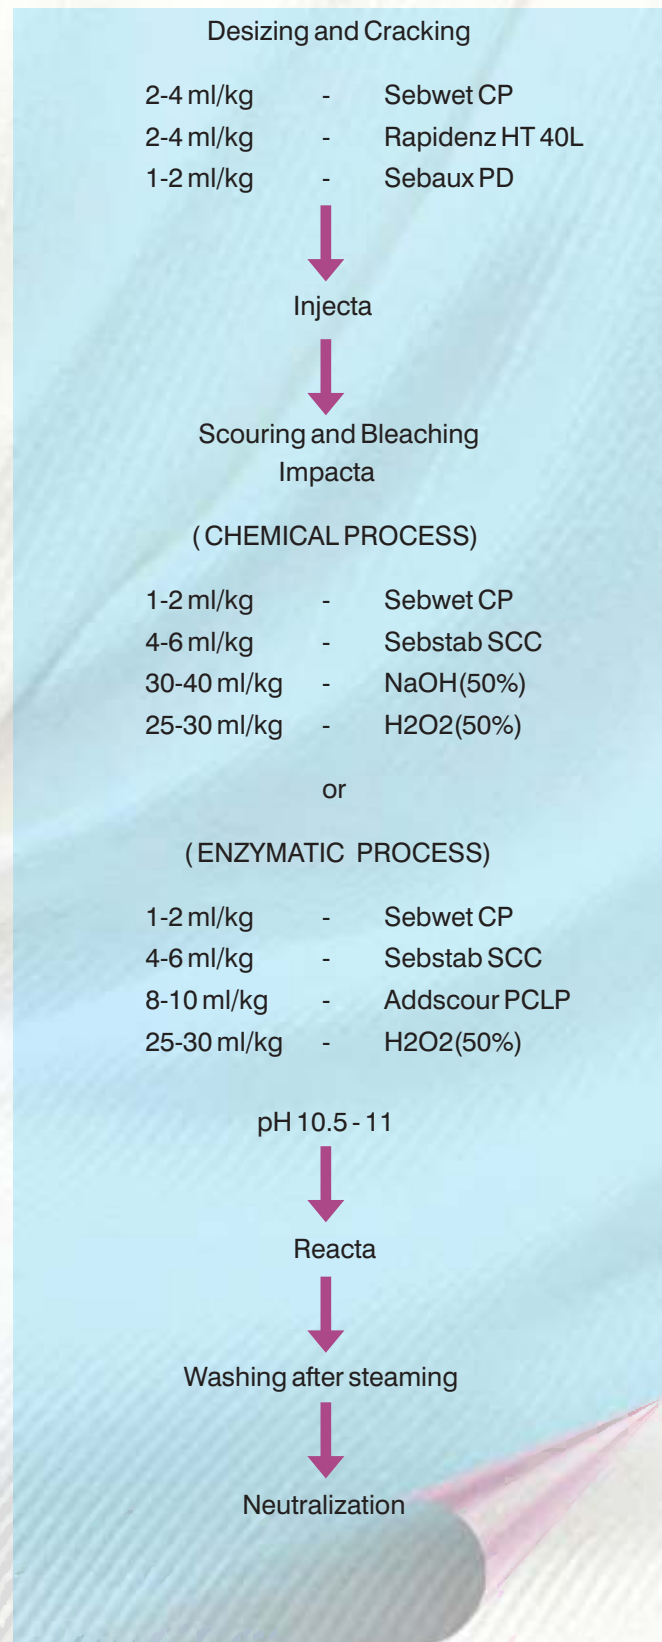 Desizing and Cracking
2-4 ml/kg - Sebwet CP
2-4 ml/kg - Rapidenz HT 40L
1-2 ml/kg - Sebaux PD
Injecta
Scouring and Bleaching
Impacta
( CHEMICAL PROCESS)
1-2 ml/kg - Sebwet CP
4-6 ml/kg - Sebstab SCC
30-40 ml/kg - NaOH(50%)
25-30 ml/kg - H2O2(50%)
or
( ENZYMATIC PROCESS)
1-2 ml/kg - Sebwet CP
4-6 ml/kg - Sebstab SCC
8-10 ml/kg - Addscour PCLP
25-30 ml/kg - H2O2(50%)
pH 10.5 - 11
Reacta
Washing after steaming
Neutralization